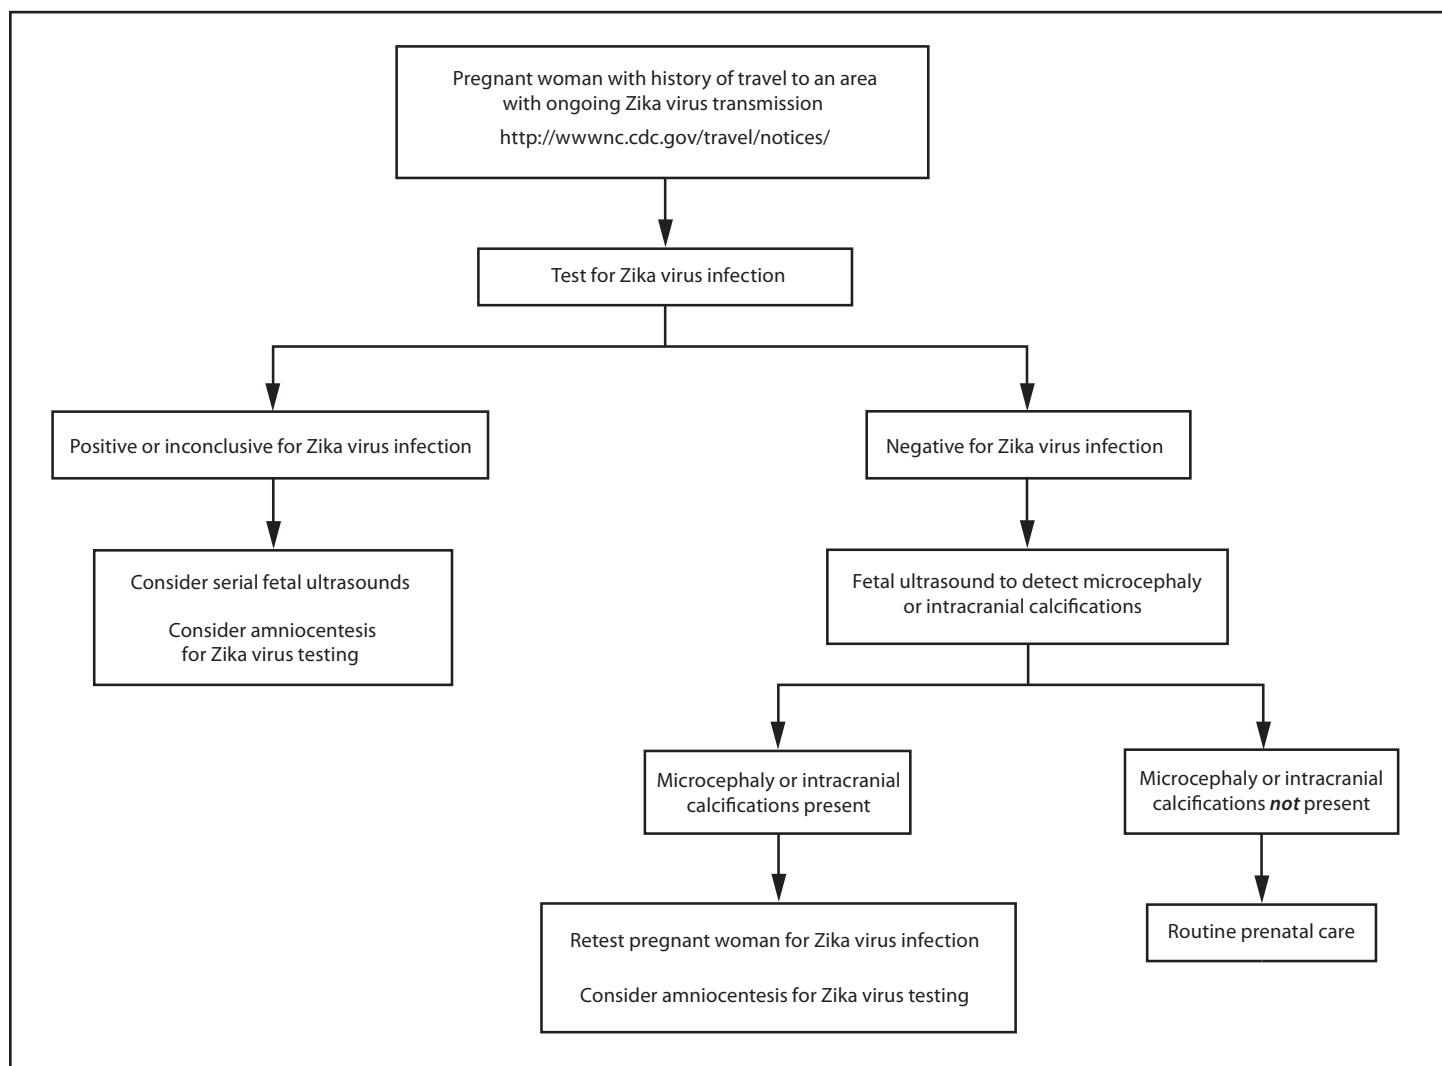 Pregnant woman with history of travel to an area
with ongoing Zika virus transmission
http://wwwnc.cdc.gov/travel/notices/
Test for Zika virus infection
Positive or inconclusive for Zika virus infection
Negative for Zika virus infection
Consider serial fetal ultrasounds
Consider amniocentesis
for Zika virus testing
Fetal ultrasound to detect microcephaly
or intracranial calcifications
Microcephaly or intracranial
calcifications present
Microcephaly or intracranial
calcifications not present
Retest pregnant woman for Zika virus infection
Consider amniocentesis for Zika virus testing
Routine prenatal care